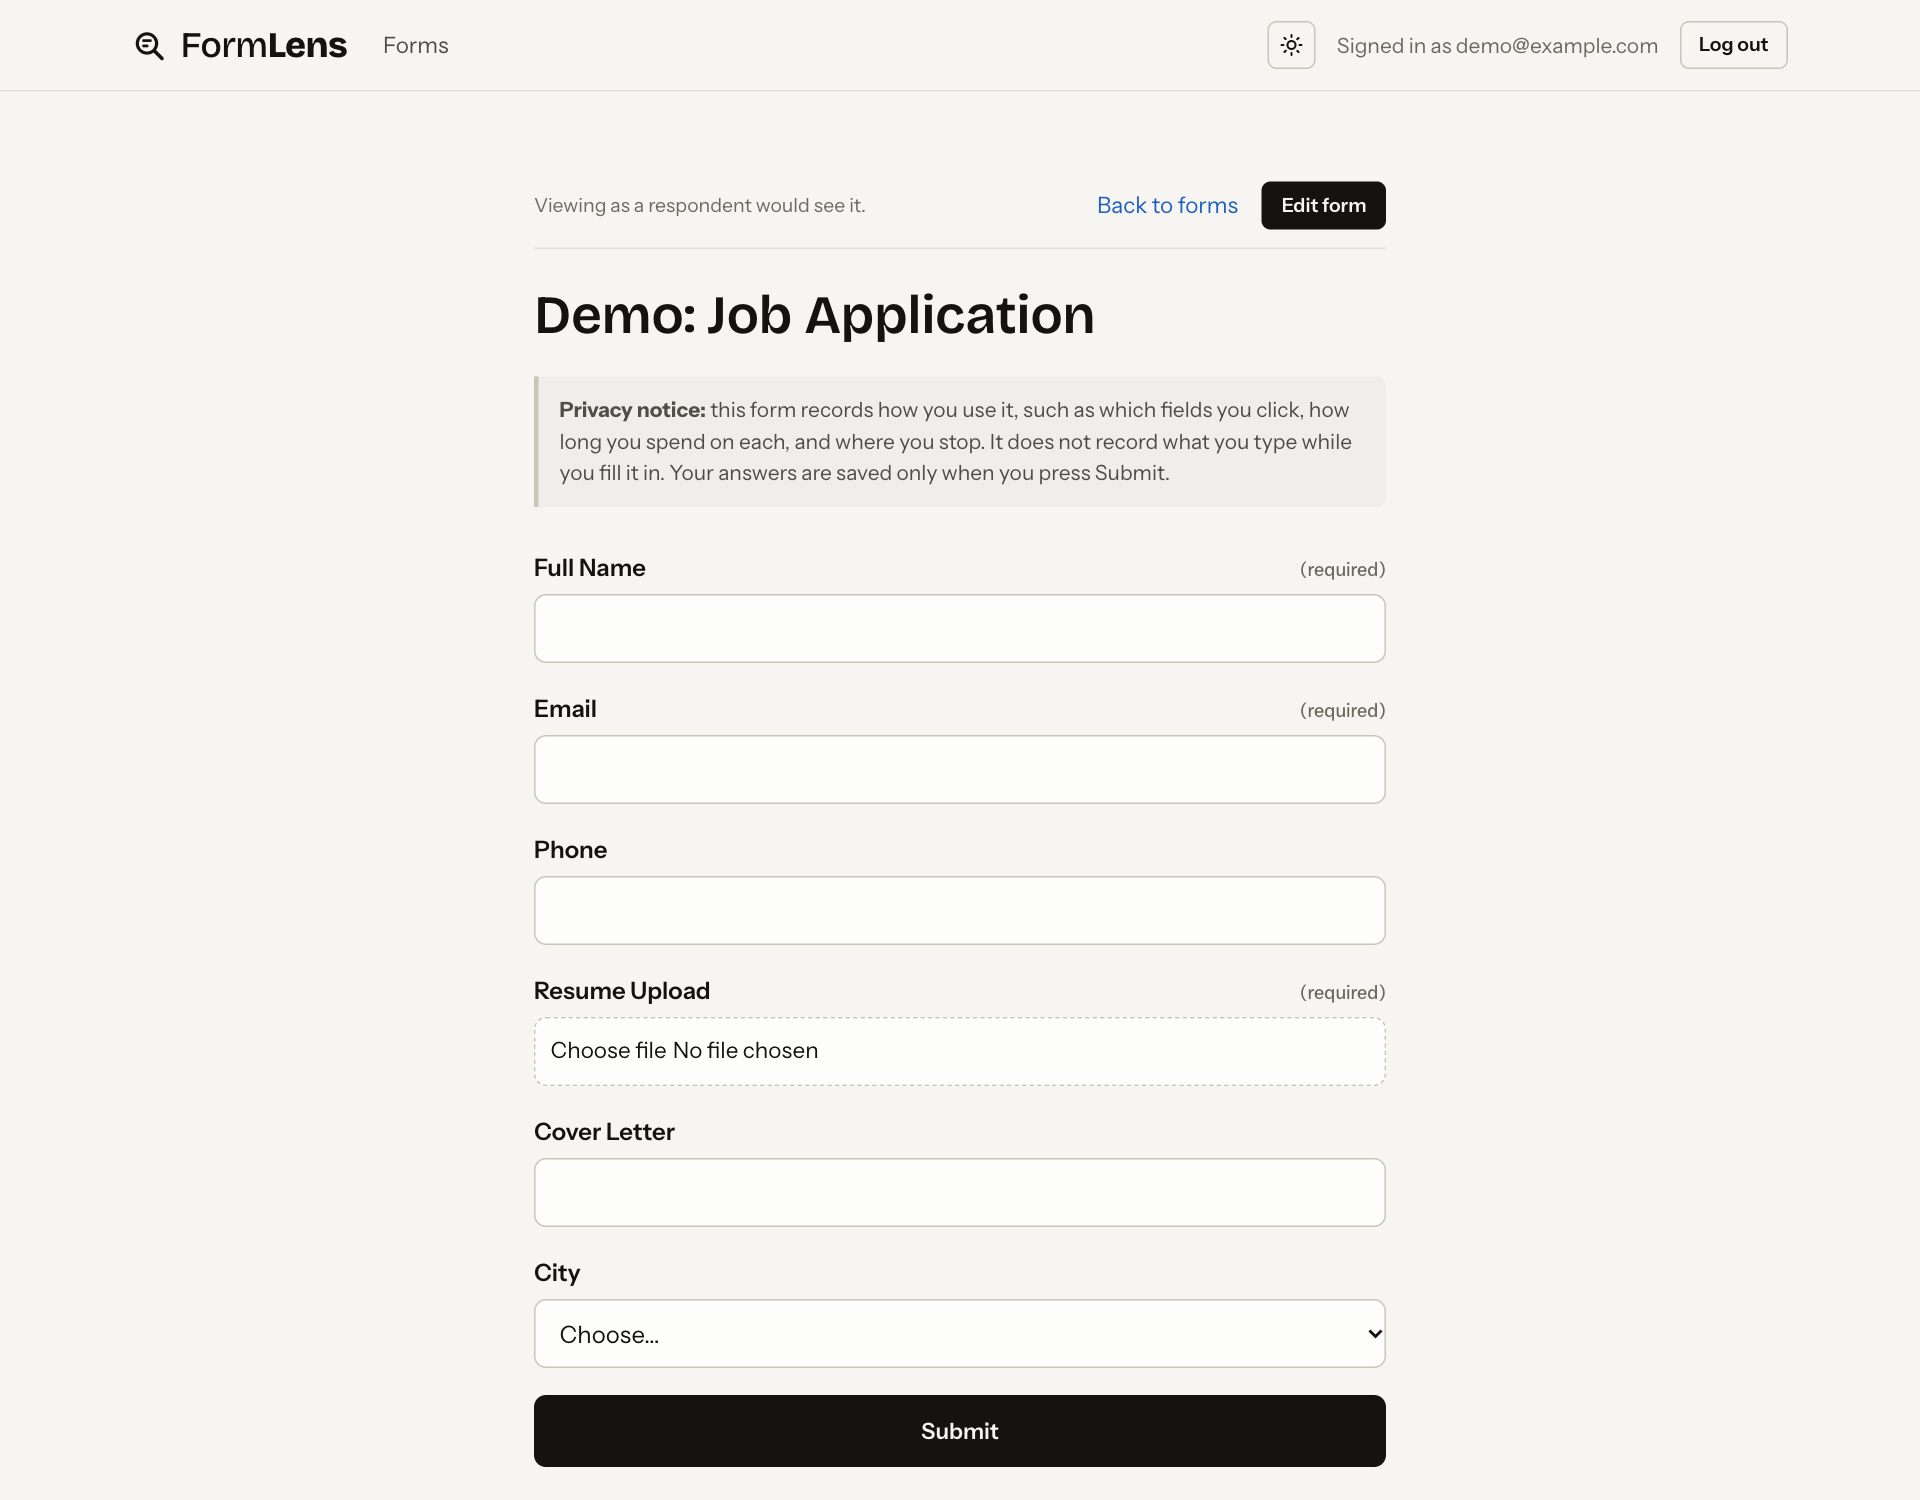 FormLens
Forms
Signed in as demo@example.com
Log out
Viewing as a respondent would see it.
Back to forms
Edit form
Demo: Job Application
Privacy notice: this form records how you use it, such as which fields you click, how
long you spend on each, and where you stop. It does not record what you type while
you fill it in. Your answers are saved only when you press Submit.
Full Name
(required)
Email
(required)
Phone
Resume Upload
(required)
Choose file No file chosen
Cover Letter
City
Choose...
Submit